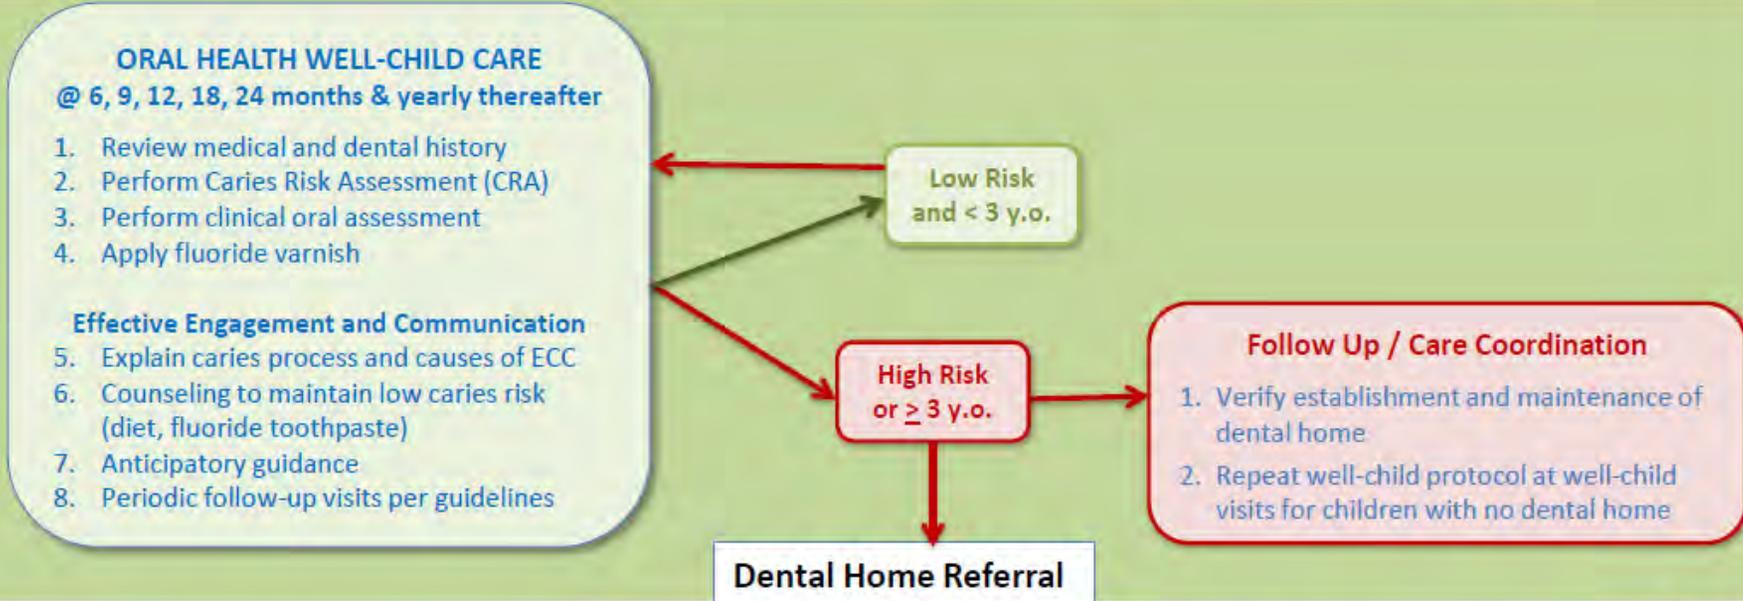 ORAL HEALTH WELL-CHILD CARE
@ 6, 9, 12, 18, 24 months & yearly thereafter
1. Review medical and dental history
2. Perform Caries Risk Assessment (CRA)
3. Perform clinical oral assessment
4. Apply fluoride varnish
Effective Engagement and Communication
5. Explain caries process and causes of ECC
6. Counseling to maintain low caries risk
(diet, fluoride toothpaste)
7. Anticipatory guidance
8. Periodic follow-up visits per guidelines
Low Risk
and < 3 y.o.
High Risk
or ≥ 3 y.o.
Follow Up / Care Coordination
1. Verify establishment and maintenance of
dental home
2. Repeat well-child protocol at well-child
visits for children with no dental home
Dental Home Referral